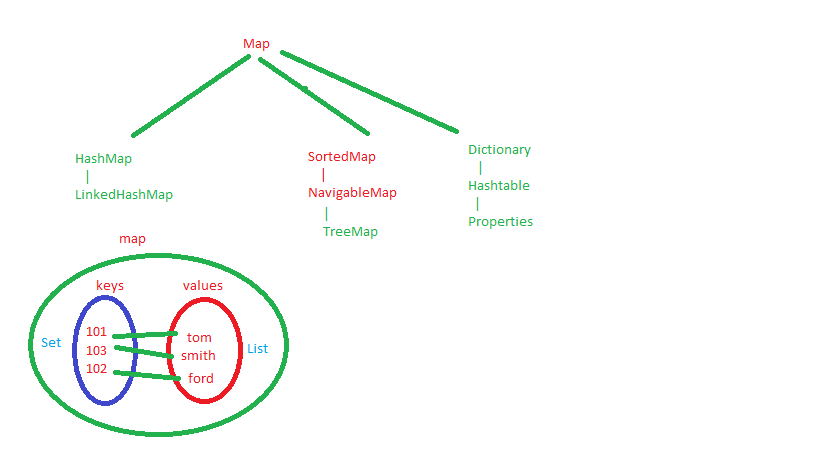 Map
HashMap
|
LinkedHashMap
SortedMap
|
NavigableMap
|
TreeMap
Dictionary
|
Hashtable
|
Properties
map
keys
values
Set
101
103
102
tom
smith
ford
List